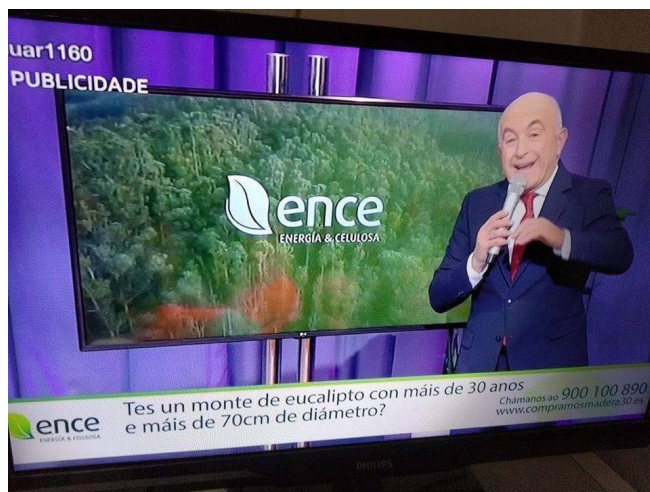 uar1160
PUBLICIDADE
ence
ENERGÍA & CELULOSA
LG
Tes un monte de eucalipto con máis de 30 anos
e máis de 70cm de diámetro?
Chámanos ao 900 100 890
www.compramosmadera30.es
ence
ENERGÍA & CELULOSA
PHILIPS